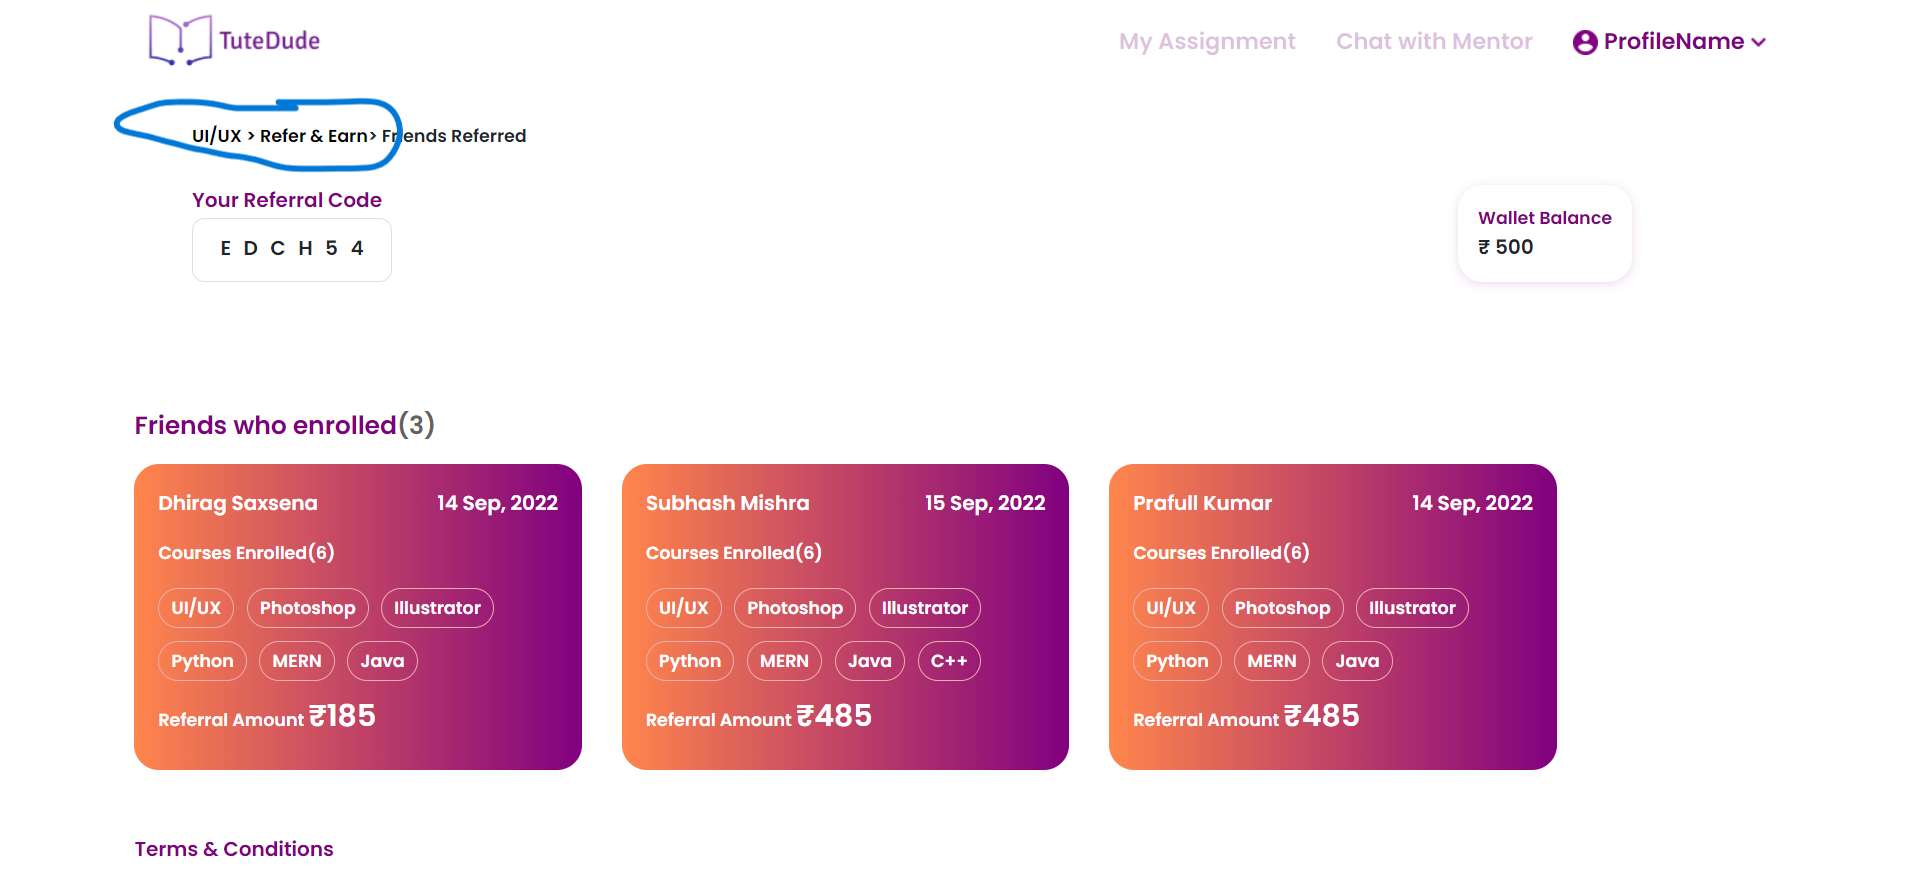 TuteDude
My Assignment Chat with Mentor ProfileName
UI/UX > Refer & Earn> Friends Referred
Your Referral Code
E D C H 5 4
Wallet Balance
₹ 500
Friends who enrolled(3)
Dhirag Saxsena 14 Sep, 2022
Courses Enrolled(6)
UI/UX Photoshop Illustrator
Python MERN Java
Referral Amount ₹185
Subhash Mishra 15 Sep, 2022
Courses Enrolled(6)
UI/UX Photoshop Illustrator
Python MERN Java C++
Referral Amount ₹485
Prafull Kumar 14 Sep, 2022
Courses Enrolled(6)
UI/UX Photoshop Illustrator
Python MERN Java
Referral Amount ₹485
Terms & Conditions